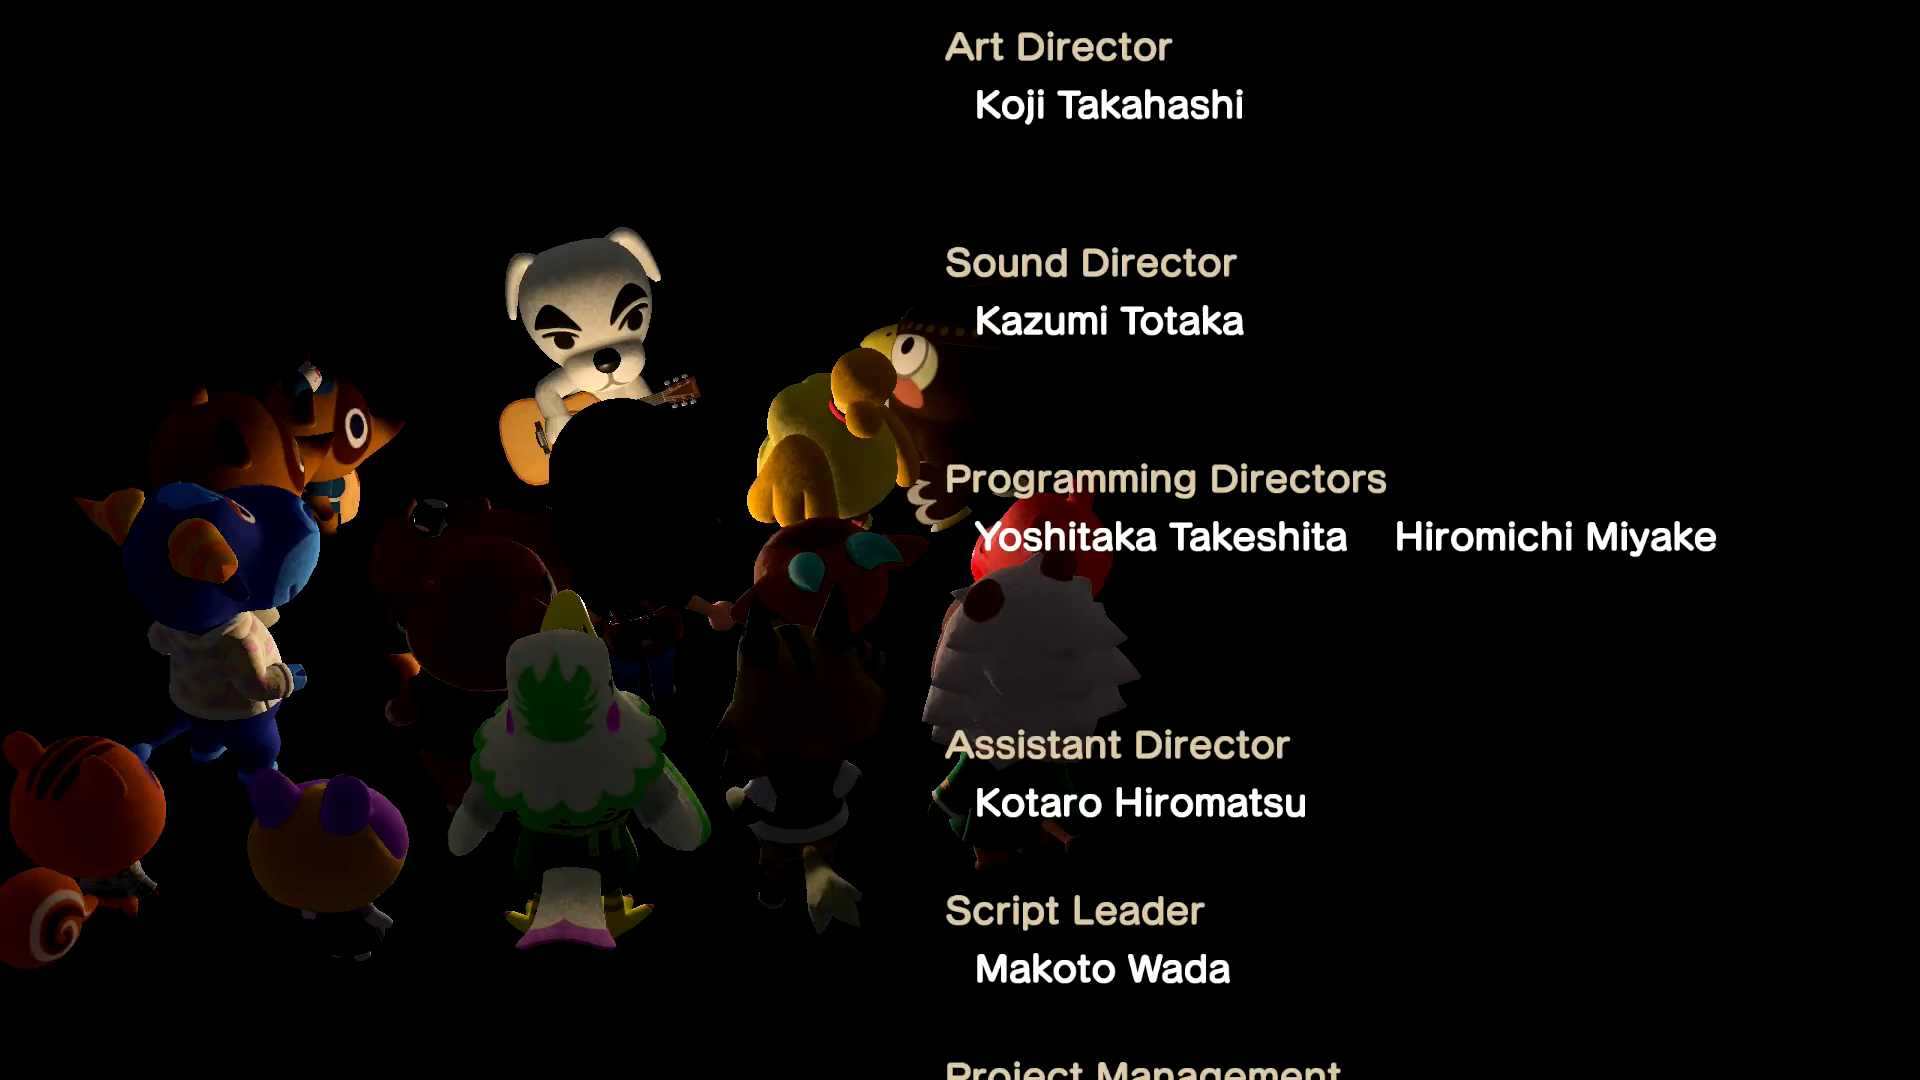 Art Director
Koji Takahashi
Sound Director
Kazumi Totaka
Programming Directors
Yoshitaka Takeshita Hiromichi Miyake
Assistant Director
Kotaro Hiromatsu
Script Leader
Makoto Wada
Project Management